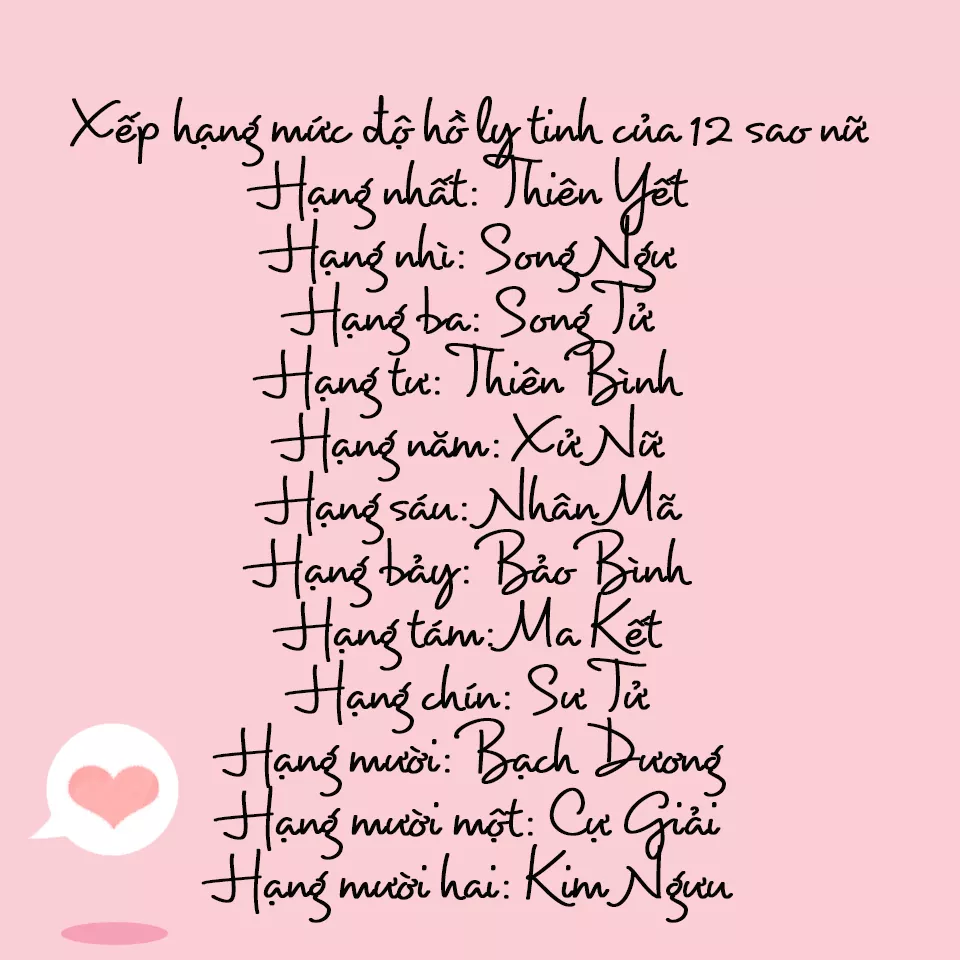 Xếp hạng mức độ hồ ly tinh của 12 sao nữ
Hạng nhất: Thiên Yết
Hạng nhì: Song Ngư
Hạng ba: Song Tử
Hạng tư: Thiên Bình
Hạng năm: Xử Nữ
Hạng sáu: Nhân Mã
Hạng bảy: Bảo Bình
Hạng tám: Ma Kết
Hạng chín: Sư Tử
Hạng mười: Bạch Dương
Hạng mười một: Cự Giải
Hạng mười hai: Kim Ngưu